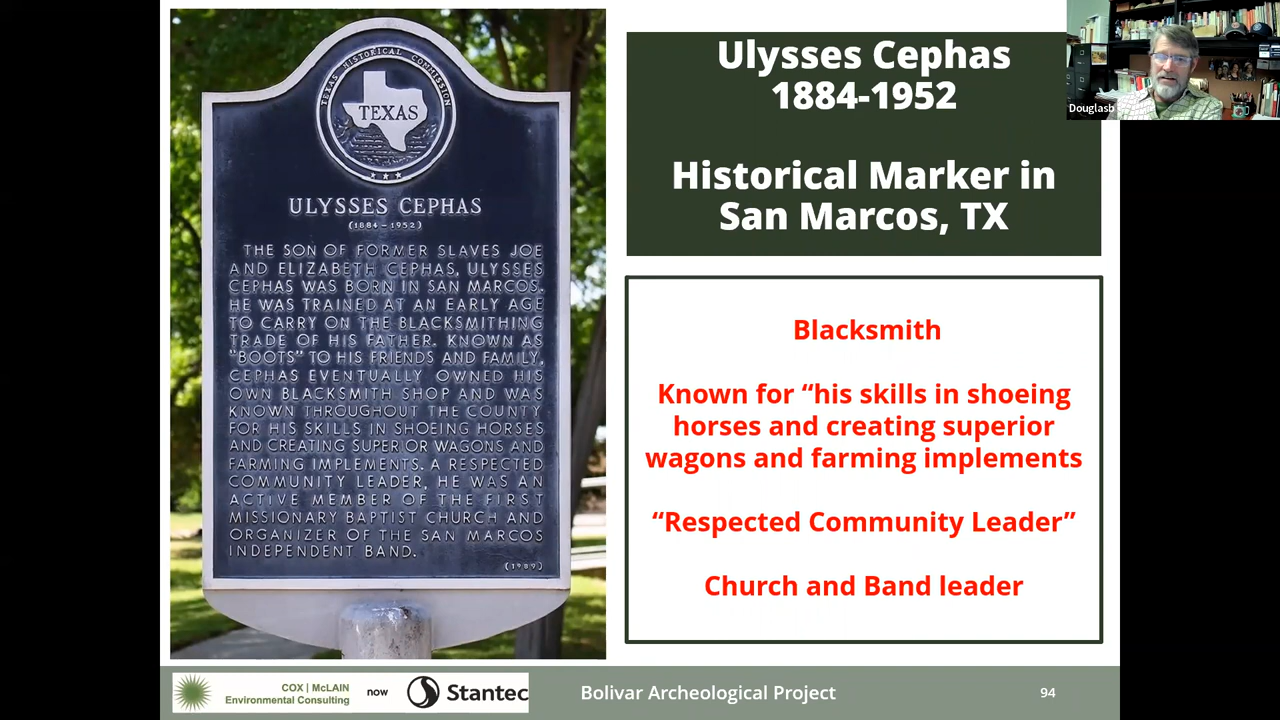 TEXAS HISTORICAL COMMISSION
TEXAS
ULYSSES CEPHAS
(1884–1952)
THE SON OF FORMER SLAVES JOE
AND ELIZABETH CEPHAS, ULYSSES
CEPHAS WAS BORN IN SAN MARCOS.
HE WAS TRAINED AT AN EARLY AGE
TO CARRY ON THE BLACKSMITHING
TRADE OF HIS FATHER. KNOWN AS
"BOOTS" TO HIS FRIENDS AND FAMILY,
CEPHAS EVENTUALLY OWNED HIS
OWN BLACKSMITH SHOP AND WAS
KNOWN THROUGHOUT THE COUNTY
FOR HIS SKILLS IN SHOEING HORSES
AND CREATING SUPERIOR WAGONS AND
FARMING IMPLEMENTS. A RESPECTED
COMMUNITY LEADER, HE WAS AN
ACTIVE MEMBER OF THE FIRST
MISSIONARY BAPTIST CHURCH AND
ORGANIZER OF THE SAN MARCOS
INDEPENDENT BAND.
(1989)
Ulysses Cephas
1884-1952
Historical Marker in
San Marcos, TX
Douglasb
Blacksmith
Known for “his skills in shoeing
horses and creating superior
wagons and farming implements
“Respected Community Leader”
Church and Band leader
COX | McLAIN
Environmental Consulting
now
Stantec
Bolivar Archeological Project
94